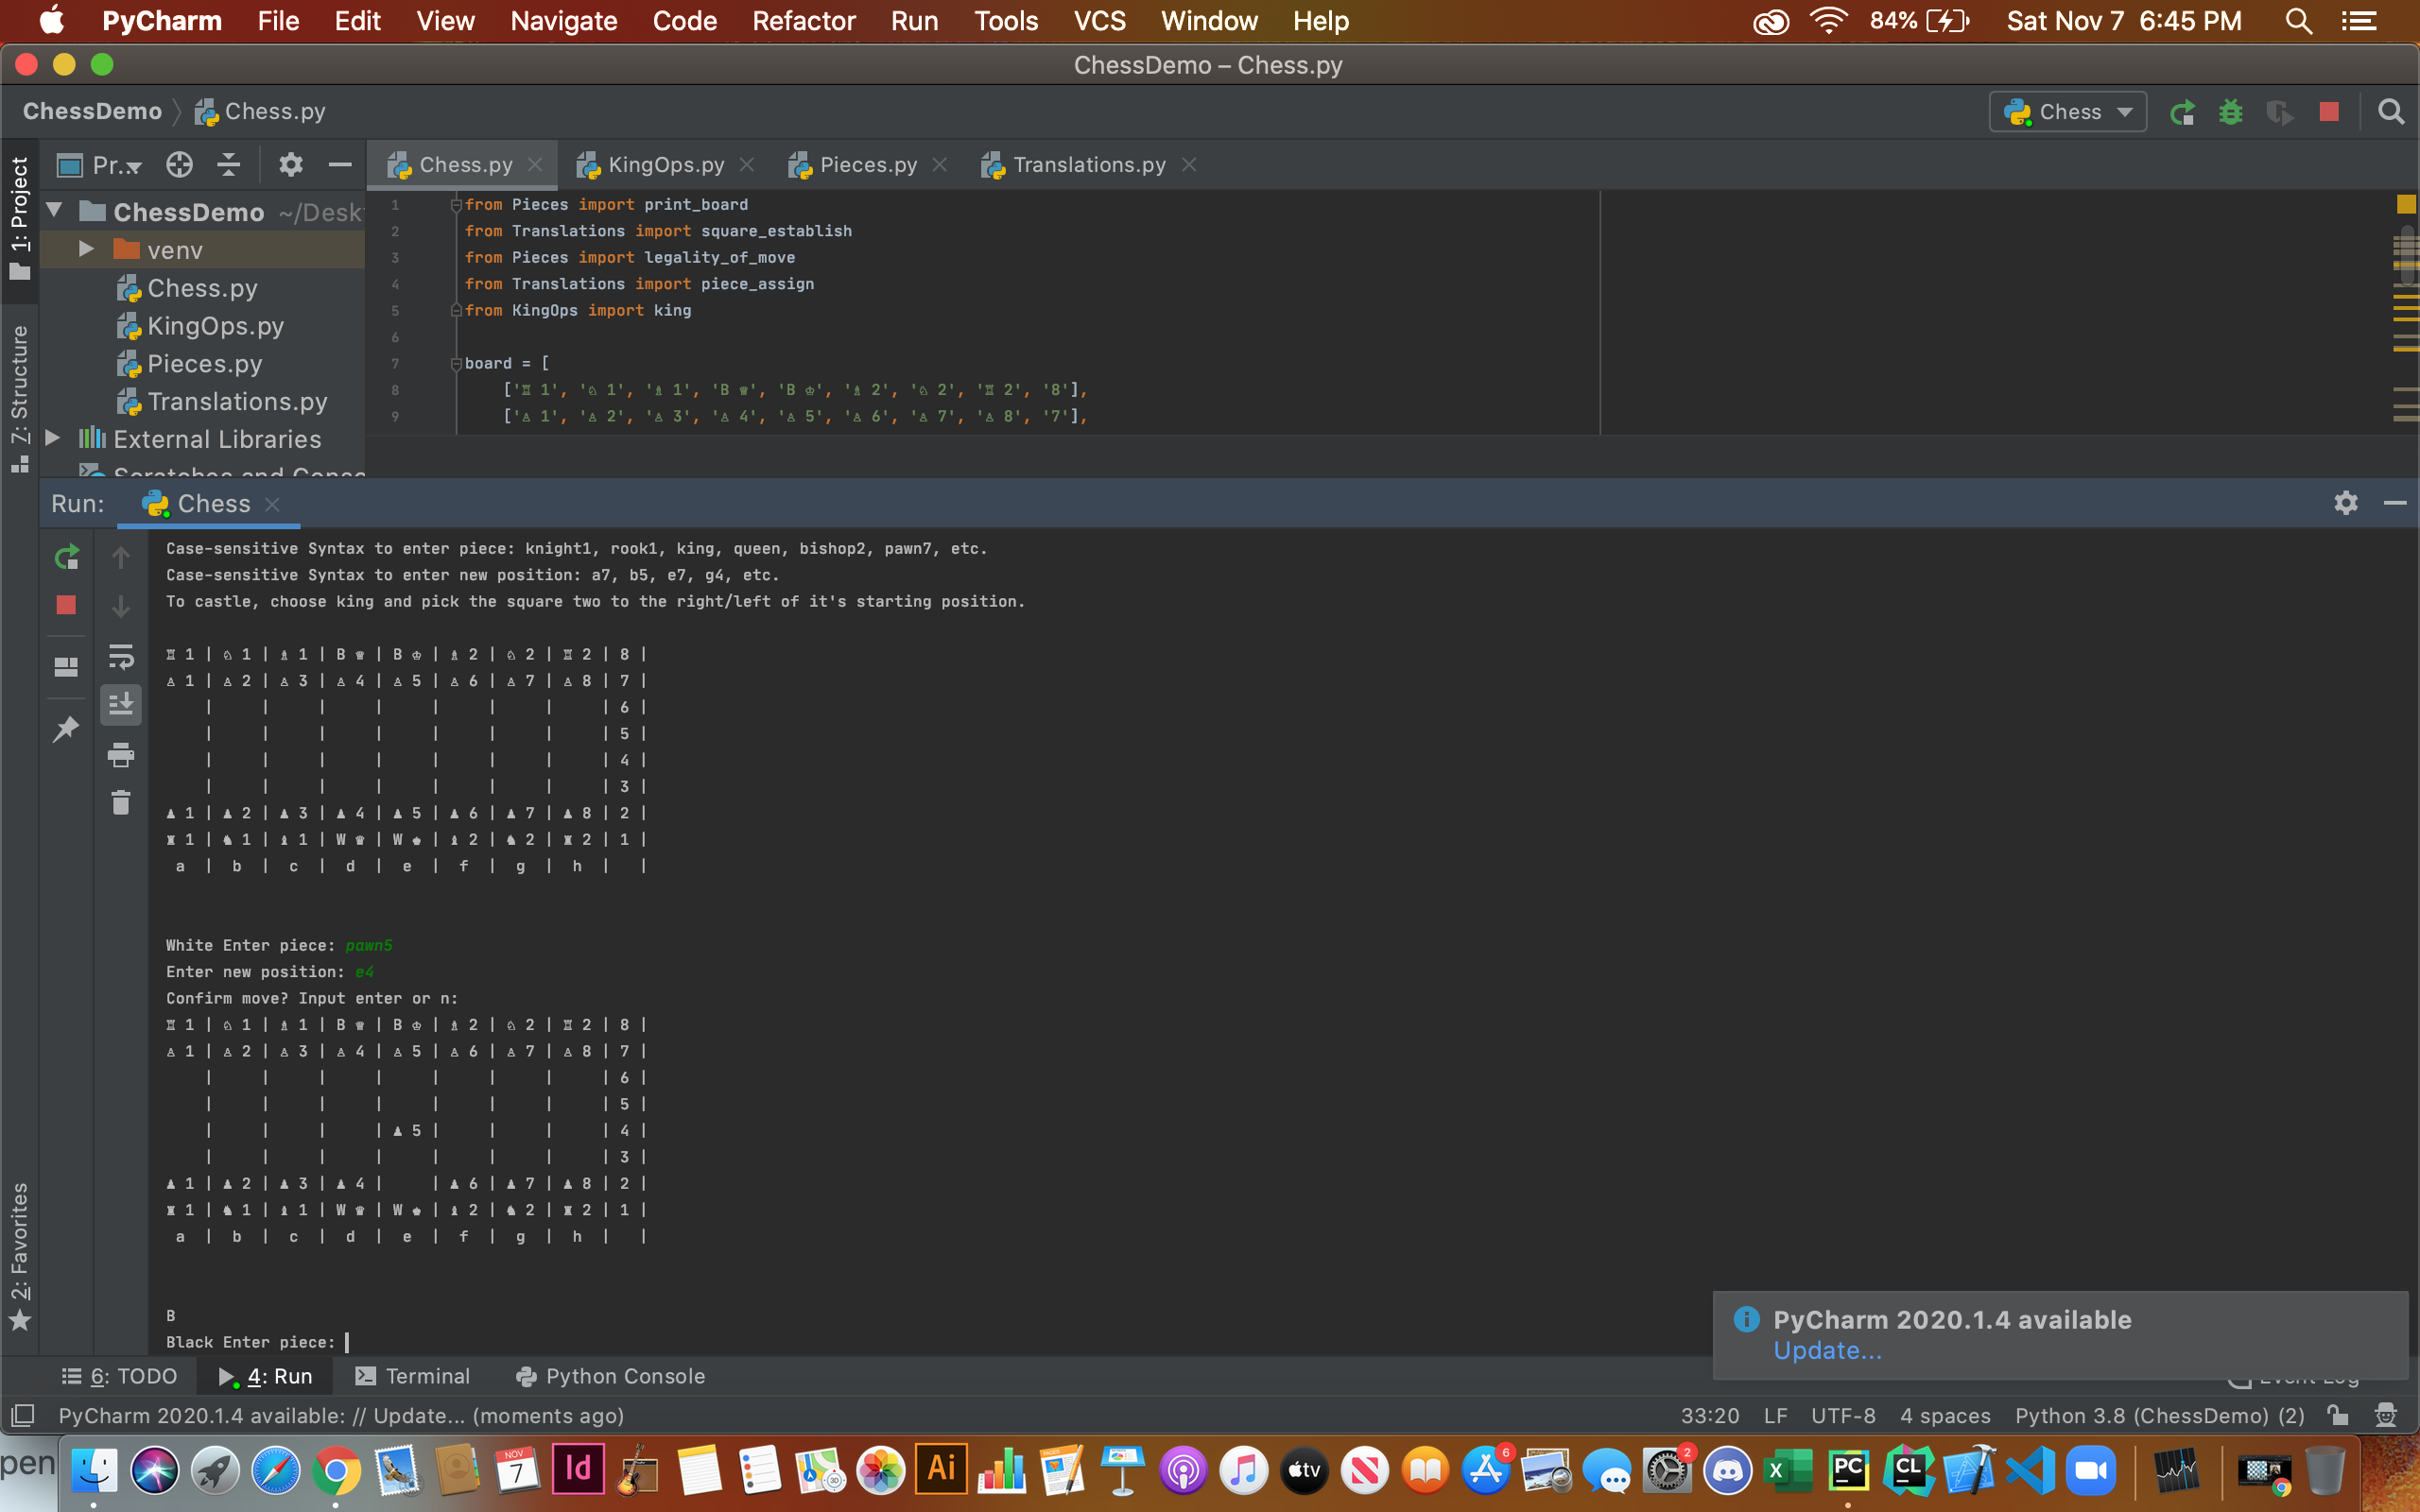 PyCharm File Edit View Navigate Code Refactor Run Tools VCS Window Help 84% Sat Nov 7 6:45 PM
ChessDemo – Chess.py
ChessDemo Chess.py Chess
1: Project
Pr...
Chess.py KingOps.py Pieces.py Translations.py
ChessDemo ~/Desk
venv
Chess.py
KingOps.py
Pieces.py
Translations.py
External Libraries
Z: Structure
1 from Pieces import print_board
2 from Translations import square_establish
3 from Pieces import legality_of_move
4 from Translations import piece_assign
5 from KingOps import king
6
7 board = [
8 ['♖ 1', '♘ 1', '♗ 1', 'B ♕', 'B ♔', '♗ 2', '♘ 2', '♖ 2', '8'],
9 ['♙ 1', '♙ 2', '♙ 3', '♙ 4', '♙ 5', '♙ 6', '♙ 7', '♙ 8', '7'],
Run: Chess
Case-sensitive Syntax to enter piece: knight1, rook1, king, queen, bishop2, pawn7, etc.
Case-sensitive Syntax to enter new position: a7, b5, e7, g4, etc.
To castle, choose king and pick the square two to the right/left of it's starting position.
♖ 1 | ♘ 1 | ♗ 1 | B ♕ | B ♔ | ♗ 2 | ♘ 2 | ♖ 2 | 8 |
♙ 1 | ♙ 2 | ♙ 3 | ♙ 4 | ♙ 5 | ♙ 6 | ♙ 7 | ♙ 8 | 7 |
| | | | | | | | 6 |
| | | | | | | | 5 |
| | | | | | | | 4 |
| | | | | | | | 3 |
♟ 1 | ♟ 2 | ♟ 3 | ♟ 4 | ♟ 5 | ♟ 6 | ♟ 7 | ♟ 8 | 2 |
♜ 1 | ♞ 1 | ♝ 1 | W ♛ | W ♚ | ♝ 2 | ♞ 2 | ♜ 2 | 1 |
a | b | c | d | e | f | g | h | |
White Enter piece: pawn5
Enter new position: e4
Confirm move? Input enter or n:
♖ 1 | ♘ 1 | ♗ 1 | B ♕ | B ♔ | ♗ 2 | ♘ 2 | ♖ 2 | 8 |
♙ 1 | ♙ 2 | ♙ 3 | ♙ 4 | ♙ 5 | ♙ 6 | ♙ 7 | ♙ 8 | 7 |
| | | | | | | | 6 |
| | | | | | | | 5 |
| | | | ♟ 5 | | | | 4 |
| | | | | | | | 3 |
♟ 1 | ♟ 2 | ♟ 3 | ♟ 4 | | ♟ 6 | ♟ 7 | ♟ 8 | 2 |
♜ 1 | ♞ 1 | ♝ 1 | W ♛ | W ♚ | ♝ 2 | ♞ 2 | ♜ 2 | 1 |
a | b | c | d | e | f | g | h | |
B
Black Enter piece:
2: Favorites
PyCharm 2020.1.4 available
Update...
6: TODO 4: Run Terminal Python Console
PyCharm 2020.1.4 available: // Update... (moments ago) 33:20 LF UTF-8 4 spaces Python 3.8 (ChessDemo) (2)
pen
NOV
7
Id
3D
Ai
PAGES
tv
6
2
X
PC
CL